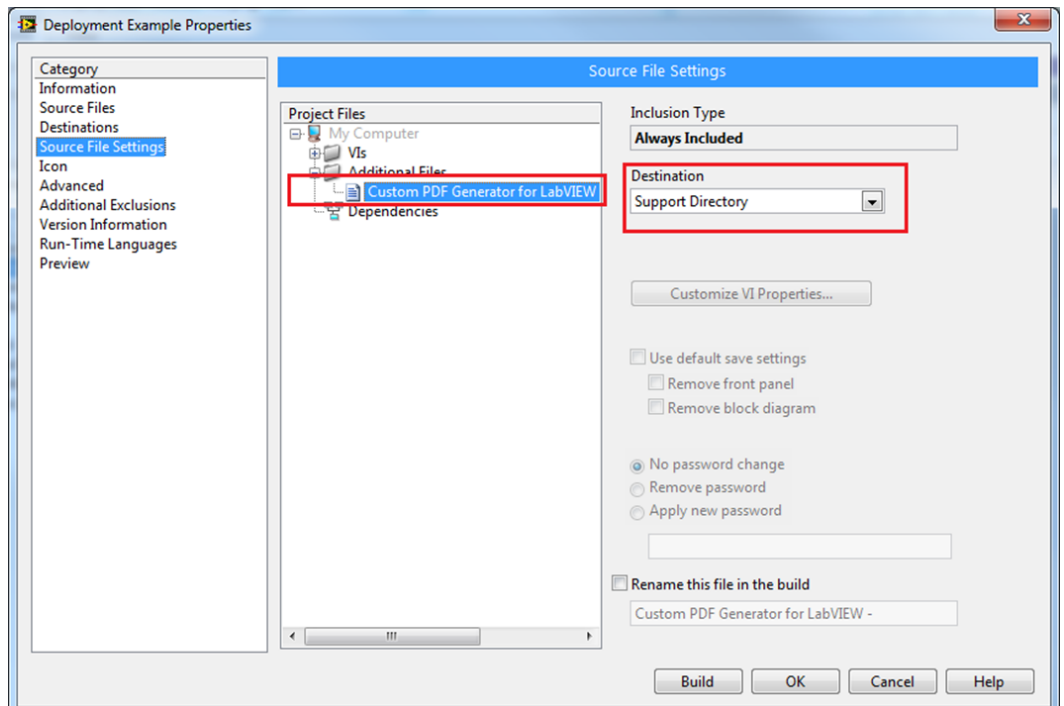 Deployment Example Properties
Category
Information
Source Files
Destinations
Source File Settings
Icon
Advanced
Additional Exclusions
Version Information
Run-Time Languages
Preview
Source File Settings
Project Files
My Computer
VIs
Additional Files
Custom PDF Generator for LabVIEW
Dependencies
Inclusion Type
Always Included
Destination
Support Directory
Customize VI Properties...
Use default save settings
Remove front panel
Remove block diagram
No password change
Remove password
Apply new password
Rename this file in the build
Custom PDF Generator for LabVIEW -
Build
OK
Cancel
Help